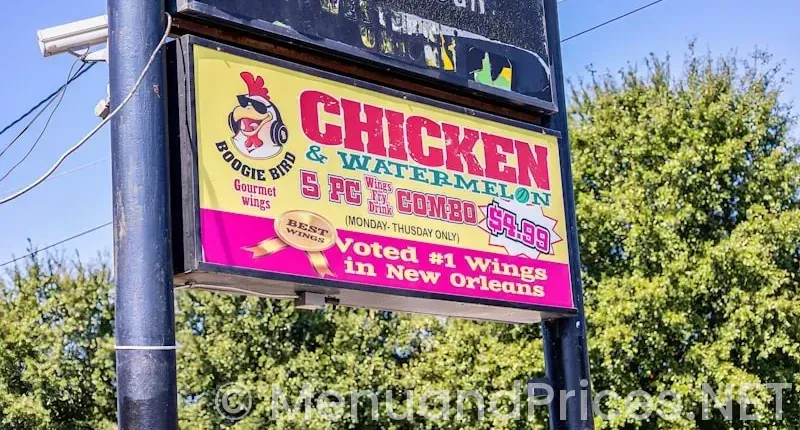 CHICKEN
& WATERMELON
BOOGIE BIRD
Gourmet
wings
5 PC Wings Fry Drink COMBO
$4.99
(MONDAY- THUSDAY ONLY)
BEST
WINGS
Voted #1 Wings
in New Orleans
© MenuandPrices.NET